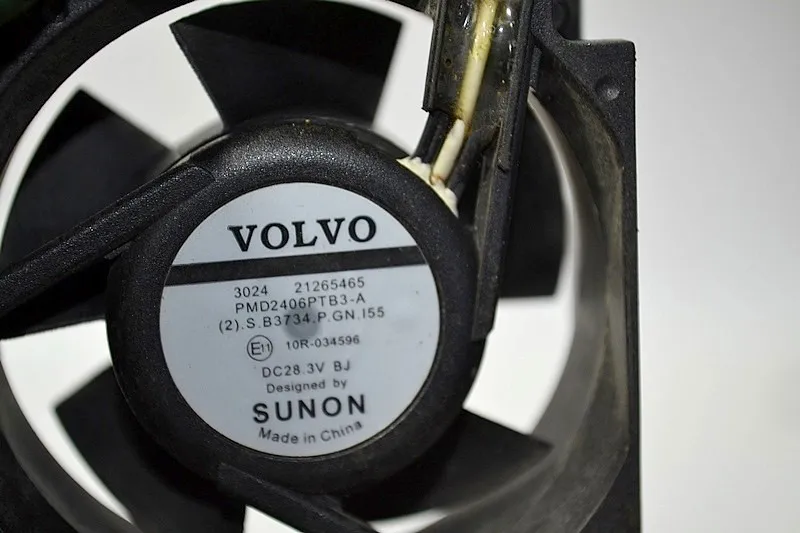 VOLVO
3024 21265465
PMD2406PTB3-A
(2).S.B3734.P.GN.I55
E11 10R-034596
DC28.3V BJ
Designed by
SUNON
Made in China